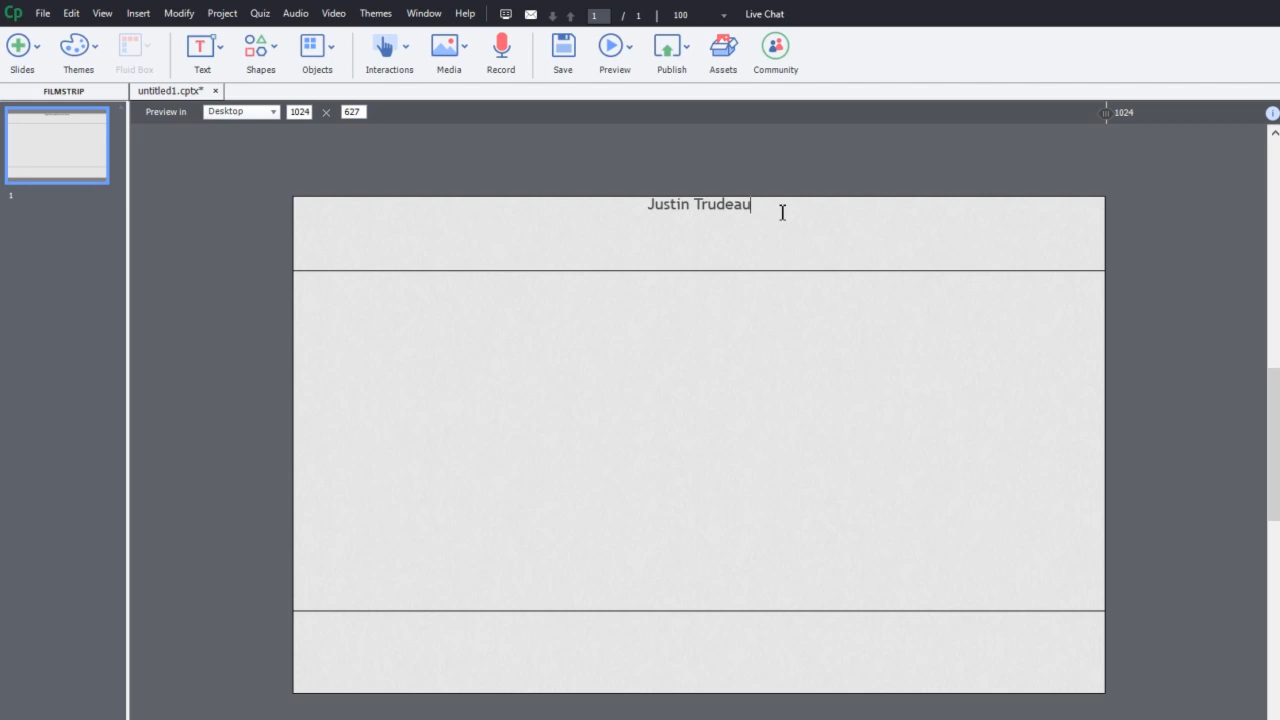 Cp File Edit View Insert Modify Project Quiz Audio Video Themes Window Help 1 / 1 100 Live Chat
Slides Themes Fluid Box Text Shapes Objects Interactions Media Record Save Preview Publish Assets Community
FILMSTRIP untitled1.cptx* ×
Preview in Desktop 1024 627 1024
1
Justin Trudeau